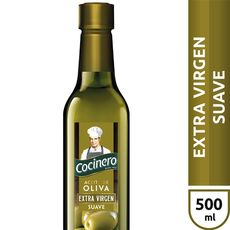 Cocinero
ACEITE DE
OLIVA
EXTRA VIRGEN
SUAVE
EXTRA VIRGEN
SUAVE
500
ml